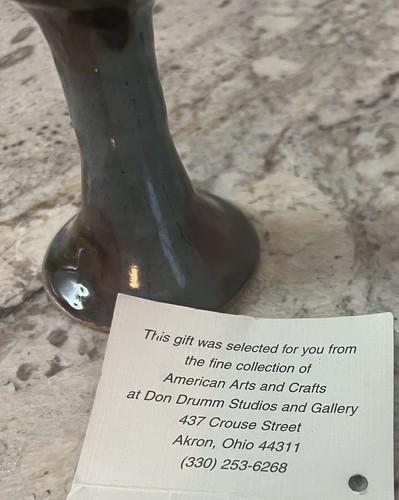 This gift was selected for you from
the fine collection of
American Arts and Crafts
at Don Drumm Studios and Gallery
437 Crouse Street
Akron, Ohio 44311
(330) 253-6268